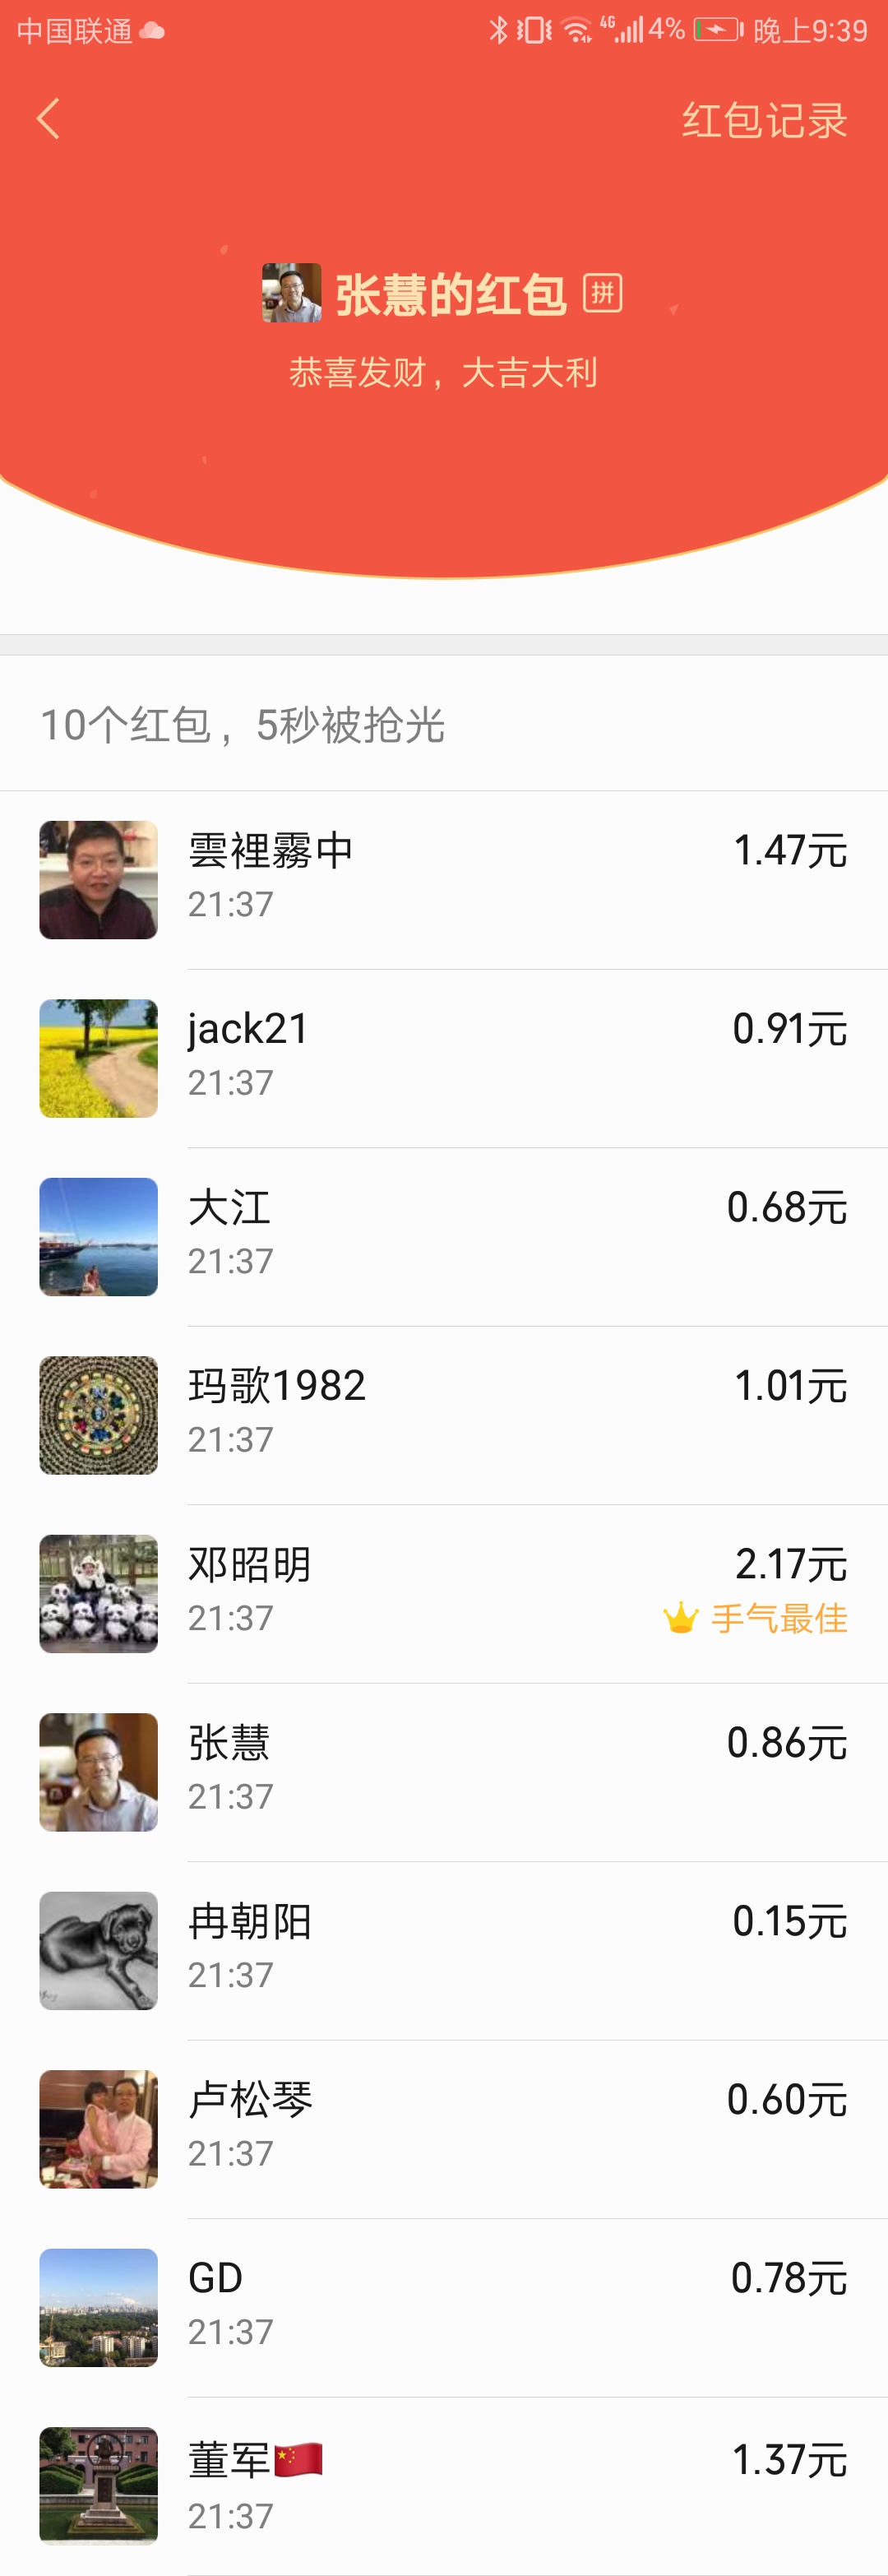 中国联通 4G 4% 晚上9:39
红包记录
张慧的红包 拼
恭喜发财，大吉大利
10个红包，5秒被抢光
雲裡霧中 1.47元
21:37
jack21 0.91元
21:37
大江 0.68元
21:37
玛歌1982 1.01元
21:37
邓昭明 2.17元
21:37 手气最佳
张慧 0.86元
21:37
冉朝阳 0.15元
21:37
卢松琴 0.60元
21:37
GD 0.78元
21:37
董军🇨🇳 1.37元
21:37